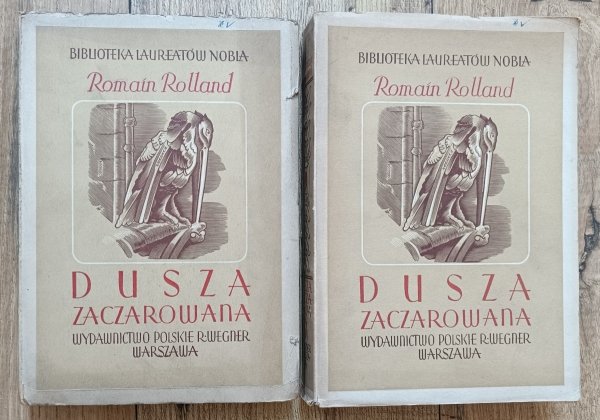 BIBLIOTEKA LAUREATÓW NOBLA
Romain Rolland
DUSZA
ZACZAROWANA
WYDAWNICTWO POLSKIE R. WEGNER
WARSZAWA
BIBLIOTEKA LAUREATÓW NOBLA
Romain Rolland
DUSZA
ZACZAROWANA
WYDAWNICTWO POLSKIE R. WEGNER
WARSZAWA